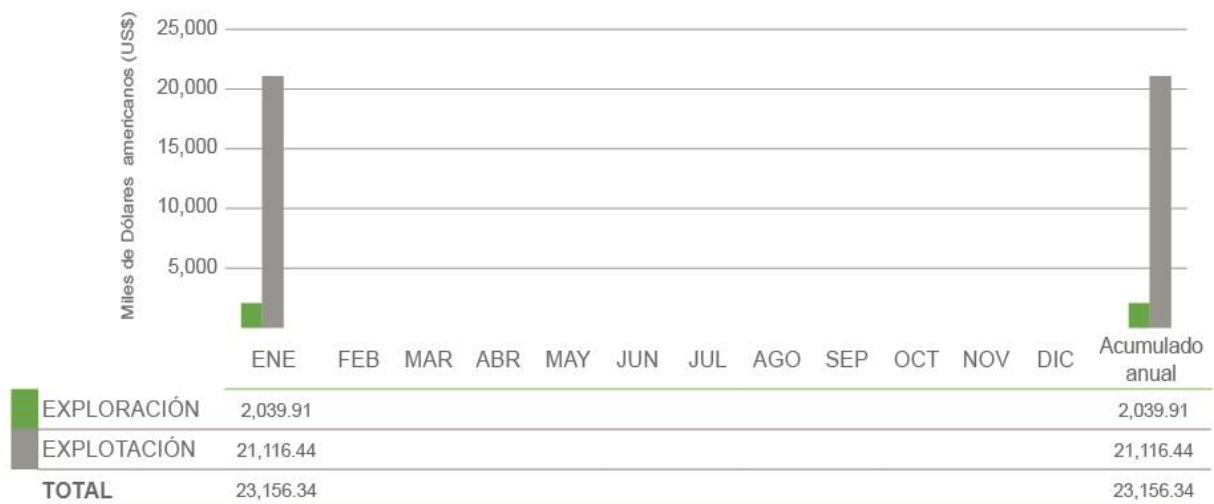 Miles de Dólares americanos (US$)
25,000
20,000
15,000
10,000
5,000
ENE FEB MAR ABR MAY JUN JUL AGO SEP OCT NOV DIC Acumulado
anual
EXPLORACIÓN 2,039.91 2,039.91
EXPLOTACIÓN 21,116.44 21,116.44
TOTAL 23,156.34 23,156.34